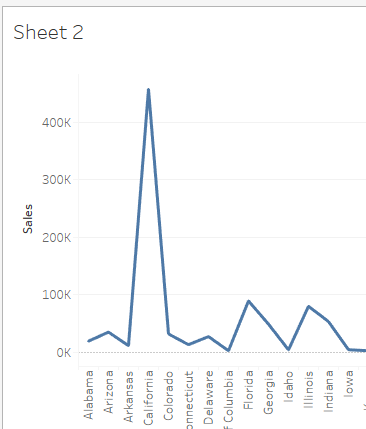 Sheet 2
400K
300K
200K
100K
0K
Sales
Alabama
Arizona
Arkansas
California
Colorado
onnecticut
Delaware
f Columbia
Florida
Georgia
Idaho
Illinois
Indiana
Iowa